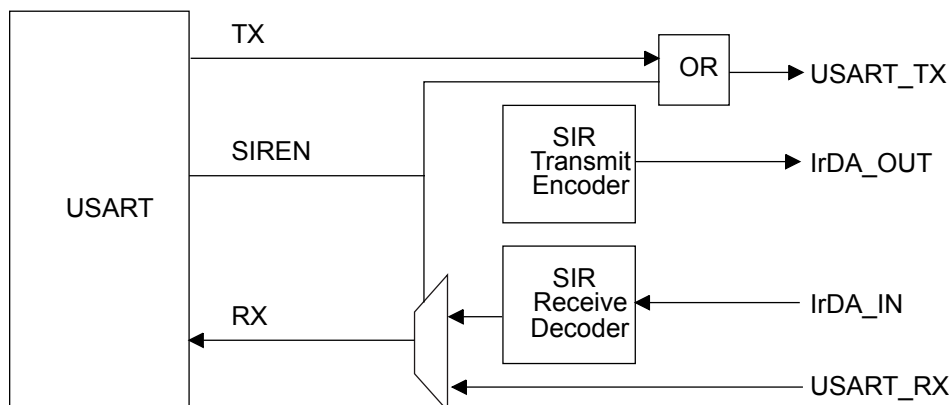 TX
OR
USART_TX
SIREN
SIR
Transmit
Encoder
IrDA_OUT
USART
SIR
Receive
Decoder
RX
IrDA_IN
USART_RX